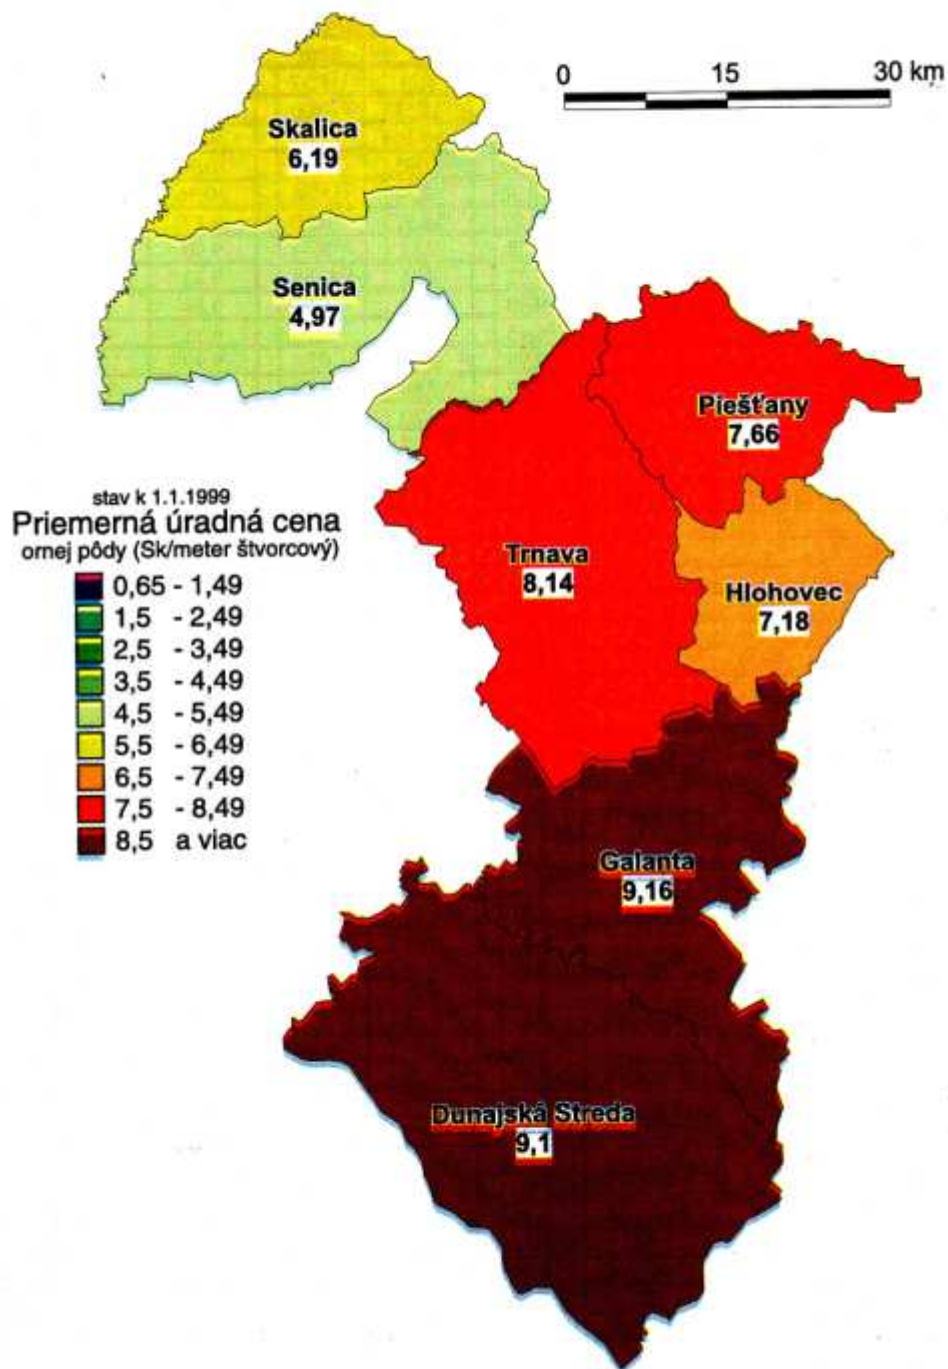 0 15 30 km
Skalica
6,19
Senica
4,97
Piešťany
7,66
Trnava
8,14
Hlohovec
7,18
stav k 1.1.1999
Priemerná úradná cena
ornej pôdy (Sk/meter štvorcový)
0,65 - 1,49
1,5 - 2,49
2,5 - 3,49
3,5 - 4,49
4,5 - 5,49
5,5 - 6,49
6,5 - 7,49
7,5 - 8,49
8,5 a viac
Galanta
9,16
Dunajská Streda
9,1